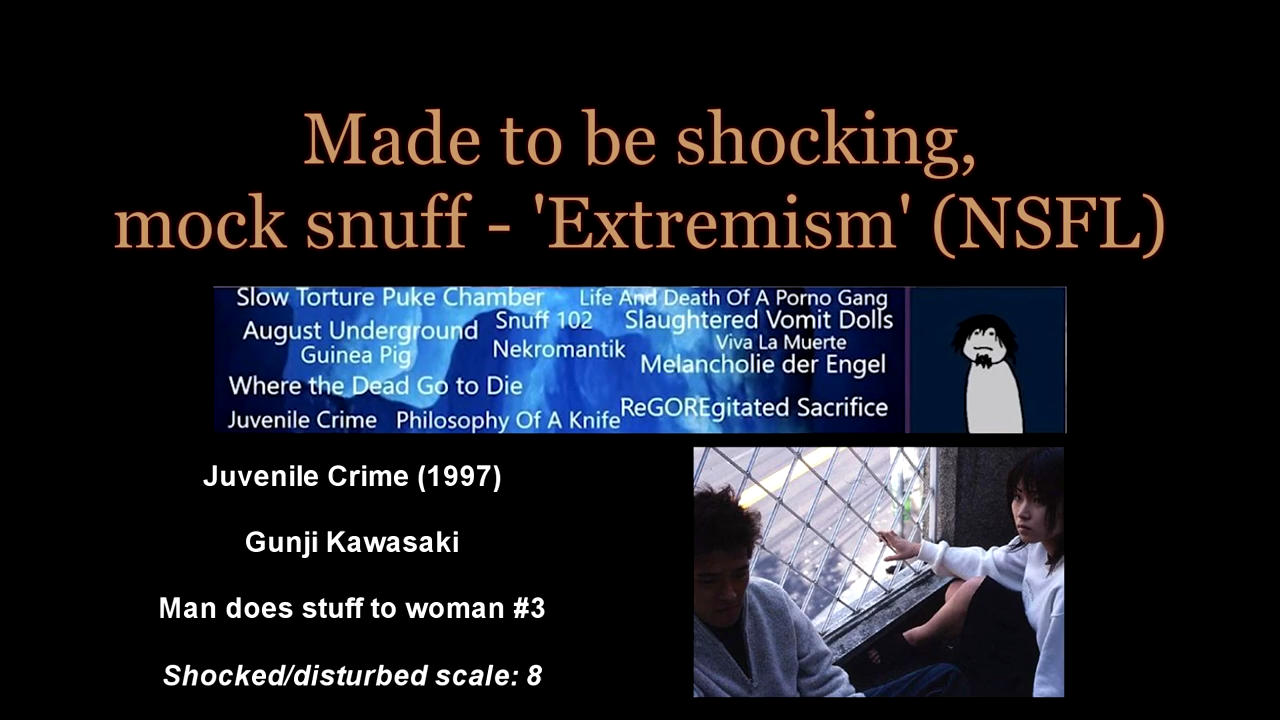 Made to be shocking,
mock snuff - 'Extremism' (NSFL)
Slow Torture Puke Chamber
Life And Death Of A Porno Gang
August Underground
Snuff 102
Slaughtered Vomit Dolls
Guinea Pig
Nekromantik
Viva La Muerte
Melancholie der Engel
Where the Dead Go to Die
ReGOREgitated Sacrifice
Juvenile Crime
Philosophy Of A Knife
Juvenile Crime (1997)
Gunji Kawasaki
Man does stuff to woman #3
Shocked/disturbed scale: 8